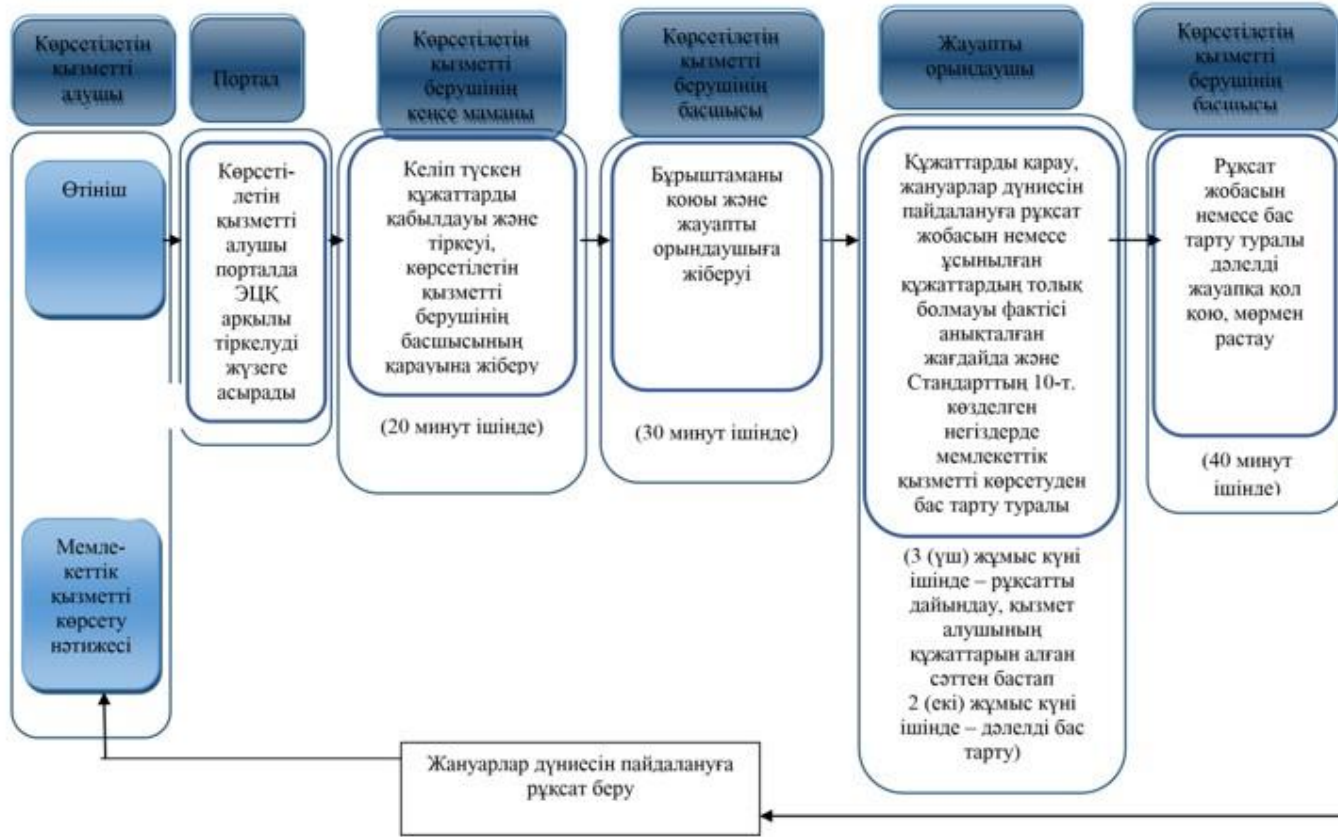 Көрсетілетін
қызметті
алушы
Портал
Көрсетілетін
қызметті
берушінің
кеңсе маманы
Көрсетілетін
қызметті
берушінің
басшысы
Жауапты
орындаушы
Көрсетілетін
қызметті
берушінің
басшысы
Өтініш
Көрсеті-
летін
қызметті
алушы
порталда
ЭЦҚ
арқылы
тіркелуді
жүзеге
асырады
Келіп түскен
құжаттарды
қабылдауы және
тіркеуі,
көрсетілетін
қызметті
берушінің
басшысының
қарауына жіберу
(20 минут ішінде)
Бұрыштаманы
қоюы және
жауапты
орындаушыға
жіберуі
(30 минут ішінде)
Құжаттарды қарау,
жануарлар дүниесін
пайдалануға рұқсат
жобасын немесе
ұсынылған
құжаттардың толық
болмауы фактісі
анықталған
жағдайда және
Стандарттың 10-т.
көзделген
негіздерде
мемлекеттік
қызметті көрсетуден
бас тарту туралы
(3 (үш) жұмыс күні
ішінде – рұқсатты
дайындау, қызмет
алушының
құжаттарын алған
сәттен бастап
2 (екі) жұмыс күні
ішінде – дәлелді бас
тарту)
Рұқсат
жобасын
немесе бас
тарту туралы
дәлелді
жауапқа қол
қою, мөрмен
растау
(40 минут
ішінде)
Мемле-
кеттік
қызметті
көрсету
нәтижесі
Жануарлар дүниесін пайдалануға
рұқсат беру